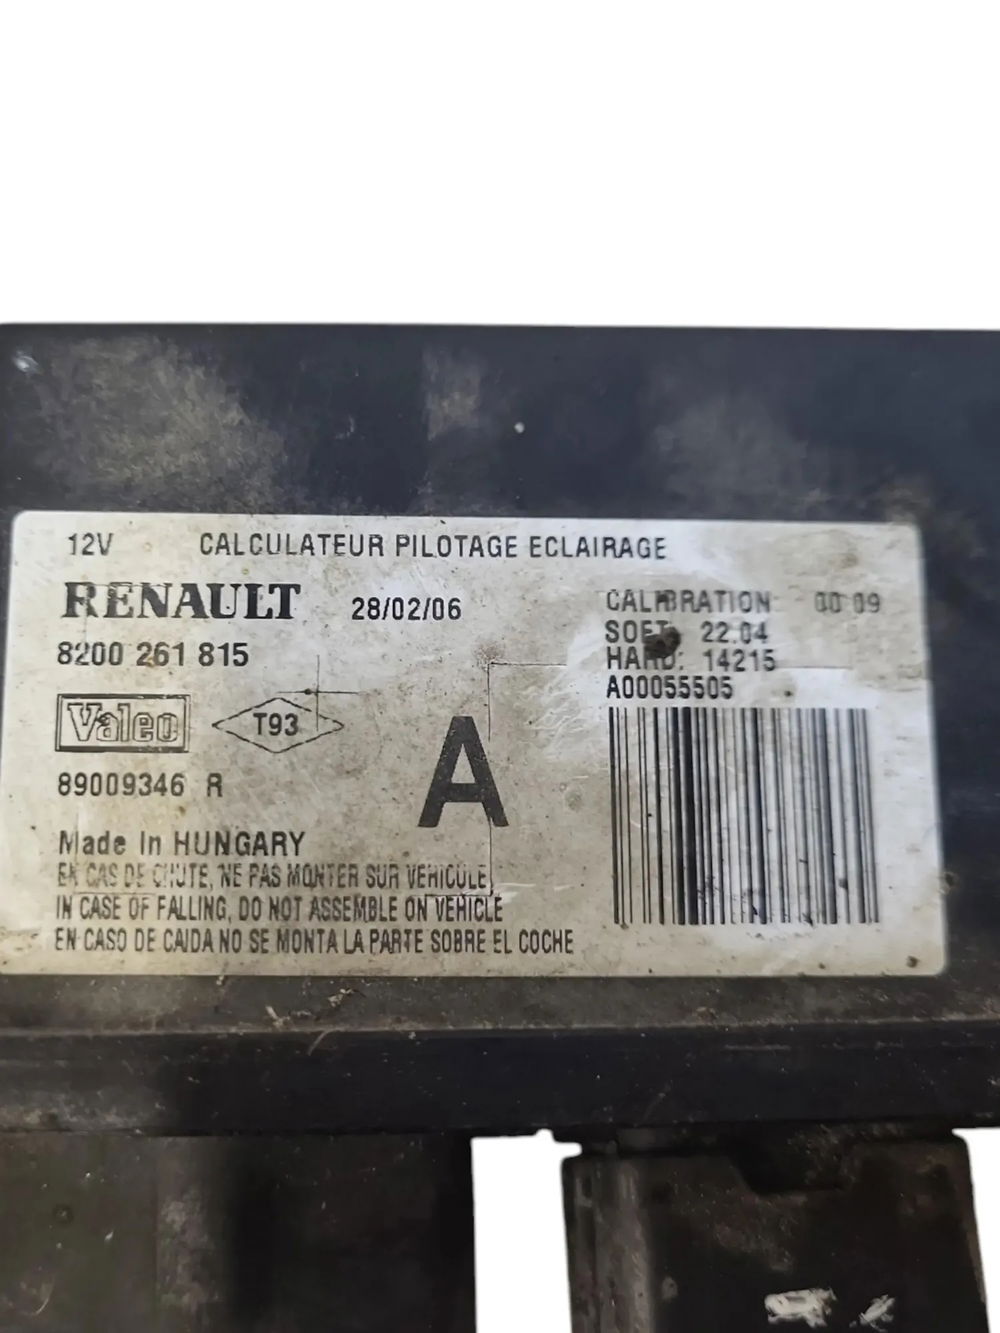 12V CALCULATEUR PILOTAGE ECLAIRAGE
RENAULT 28/02/06
8200 261 815
CALIBRATION 00 09
SOFT: 22.04
HARD: 14215
A00055505
Valeo T93
A
89009346 R
Made In HUNGARY
EN CAS DE CHUTE, NE PAS MONTER SUR VEHICULE,
IN CASE OF FALLING, DO NOT ASSEMBLE ON VEHICLE
EN CASO DE CAIDA NO SE MONTA LA PARTE SOBRE EL COCHE